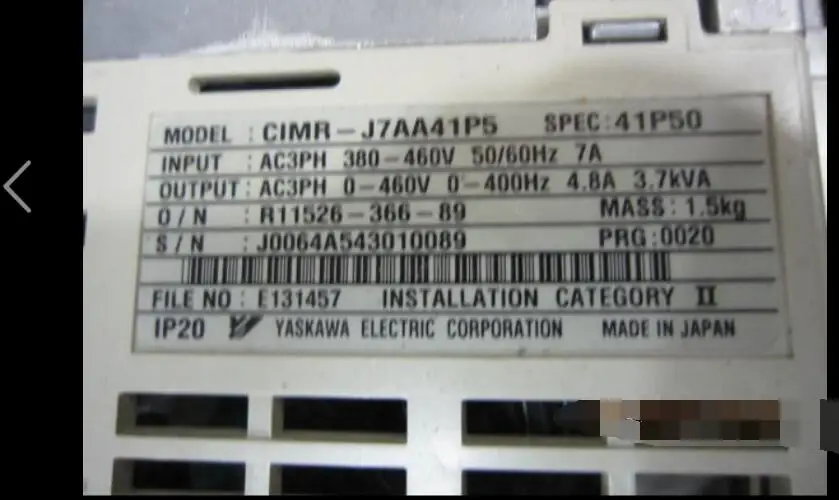 MODEL : CIMR-J7AA41P5 SPEC:41P50
INPUT : AC3PH 380-460V 50/60Hz 7A
OUTPUT : AC3PH 0-460V 0-400Hz 4.8A 3.7kVA
O/N : R11526-366-89 MASS : 1.5kg
S/N : J0064A543010089 PRG:0020
FILE NO : E131457 INSTALLATION CATEGORY II
IP20 YASKAWA ELECTRIC CORPORATION MADE IN JAPAN